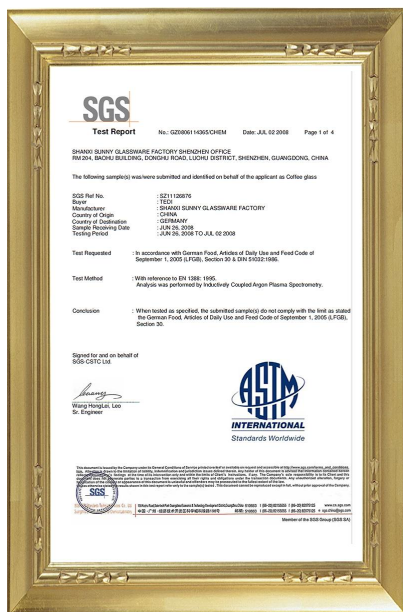 SGS
Test Report No.: GZ0806114365/CHEM Date: JUL 02 2008 Page 1 of 4
SHANXI SUNNY GLASSWARE FACTORY SHENZHEN OFFICE
RM 204, BACHU BUILDING, DONGHU ROAD, LUOHU DISTRICT, SHENZHEN, GUANGDONG, CHINA
The following sample(s) was/were submitted and identified on behalf of the applicant as Coffee glass
SGS Ref No. : SZ11126876
Buyer : TEDI
Manufacturer : SHANXI SUNNY GLASSWARE FACTORY
Country of Origin : CHINA
Country of Destination : GERMANY
Sample Receiving Date : JUN 26, 2008
Testing Period : JUN 26, 2008 TO JUL 02 2008
Test Requested : In accordance with German Food, Articles of Daily Use and Feed Code of
September 1, 2005 (LFGB), Section 30 & DIN 51032:1986.
Test Method : With reference to EN 1388: 1995.
Analysis was performed by Inductively Coupled Argon Plasma Spectrometry.
Conclusion : When tested as specified, the submitted sample(s) do not comply with the limit as stated
the German Food, Articles of Daily Use and Feed Code of September 1, 2005 (LFGB),
Section 30.
Signed for and on behalf of
SGS-CSTC Ltd.
Wang HongLei, Leo
Sr. Engineer
ASTM
INTERNATIONAL
Standards Worldwide
SGS
Member of the SGS Group (SGS SA)